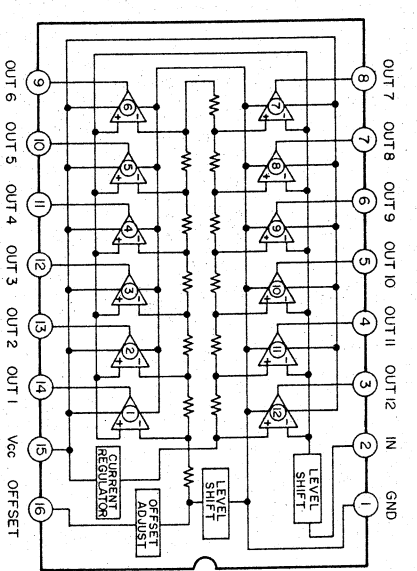 OUT 7
OUT 8
OUT 9
OUT 10
OUT 11
OUT 12
IN
GND
8
7
6
5
4
3
2
1
7
8
9
10
11
12
LEVEL
SHIFT
LEVEL
SHIFT
OFFSET
ADJUST
CURRENT
REGULATOR
6
5
4
3
2
1
9
10
11
12
13
14
15
16
OUT 6
OUT 5
OUT 4
OUT 3
OUT 2
OUT 1
Vcc
OFFSET